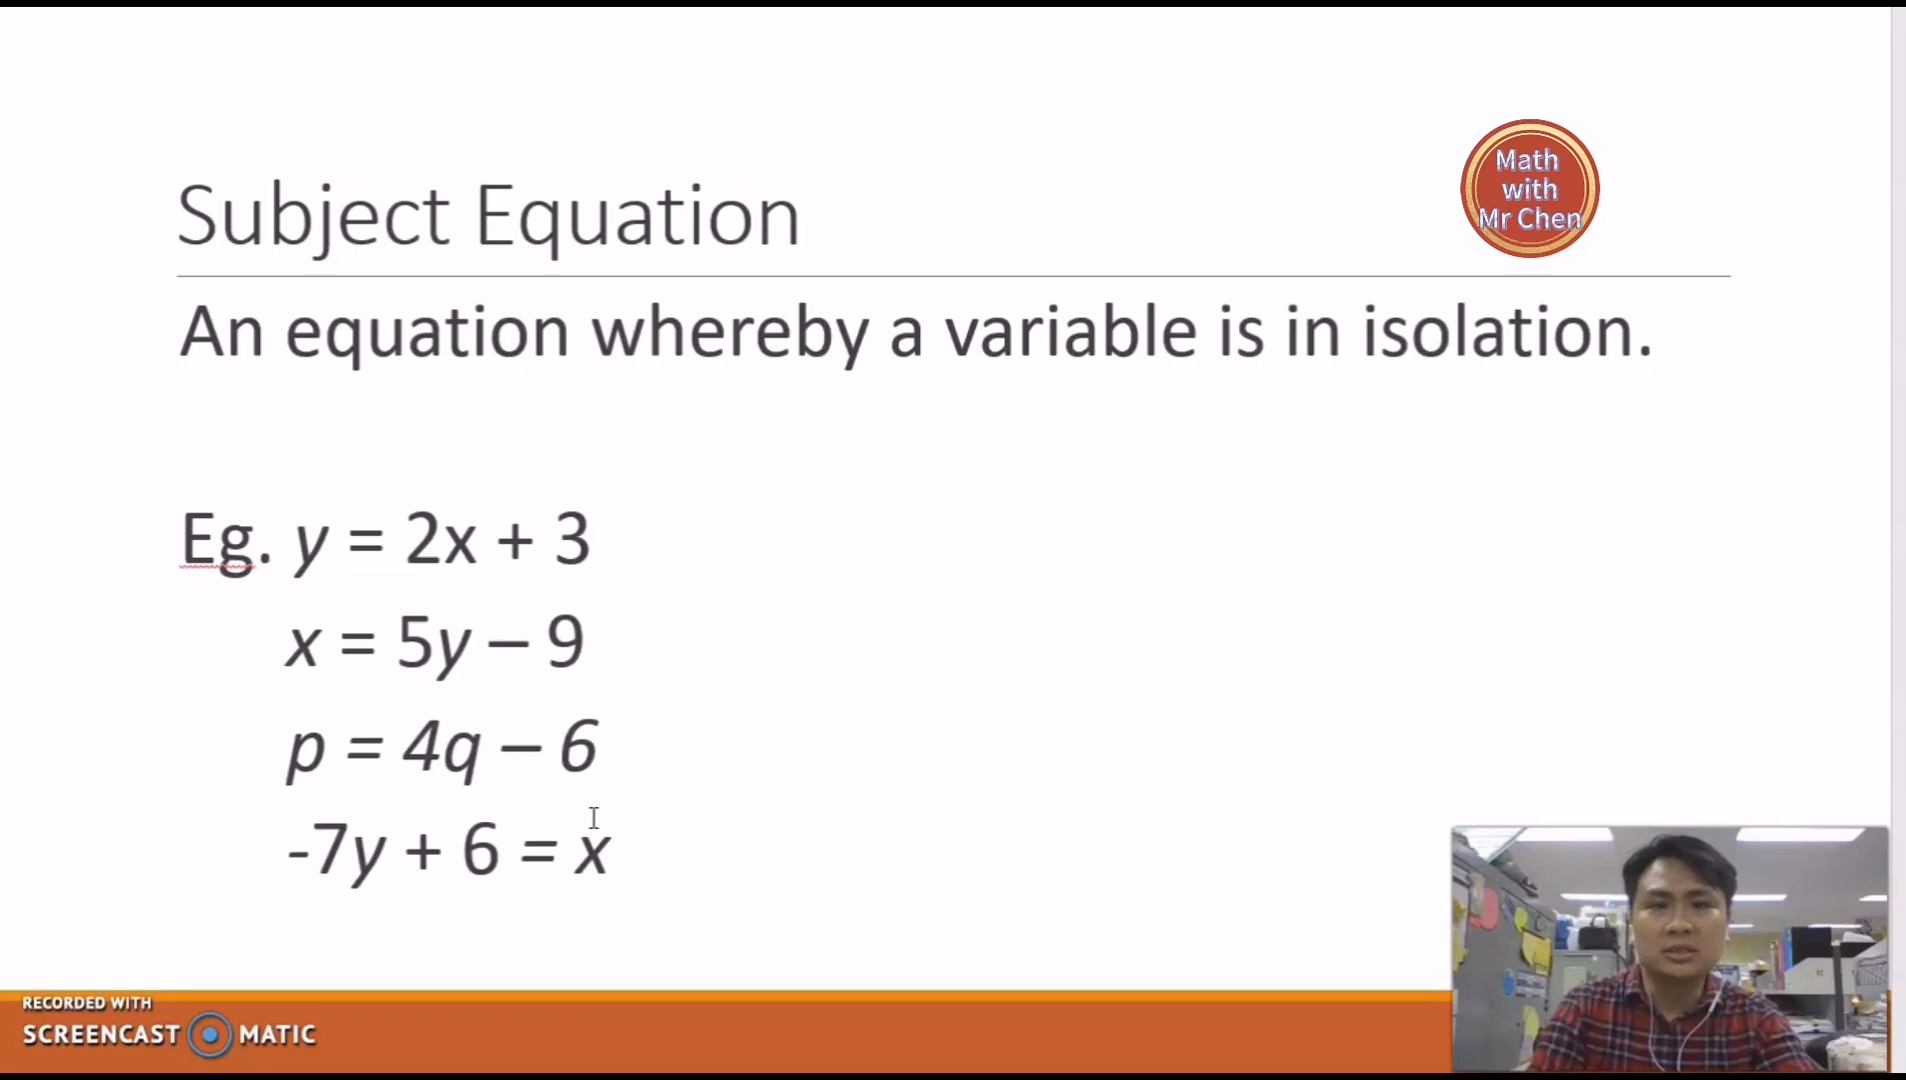 Math
with
Mr Chen
Subject Equation
An equation whereby a variable is in isolation.
Eg. y = 2x + 3
x = 5y – 9
p = 4q – 6
-7y + 6 = x
RECORDED WITH
SCREENCAST MATIC